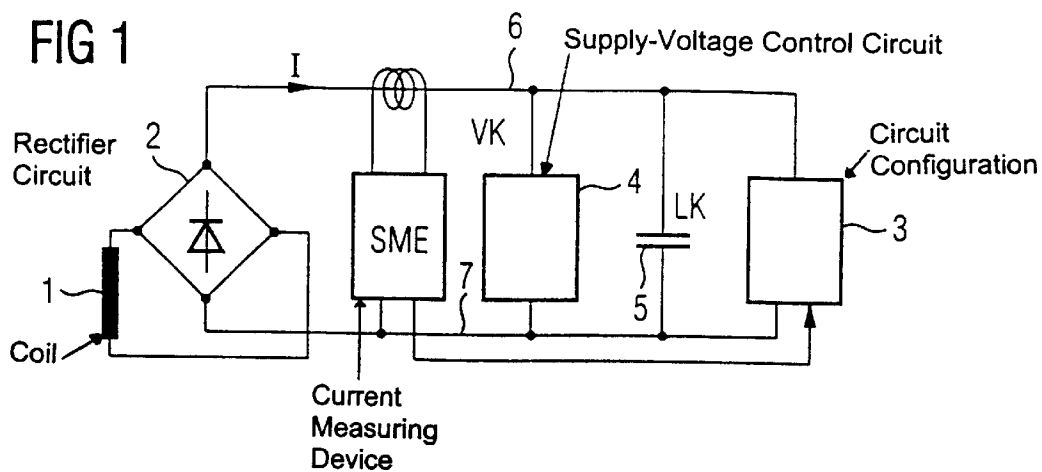 FIG 1
I
6
Supply-Voltage Control Circuit
Rectifier
Circuit
2
VK
4
Circuit
Configuration
SME
LK
3
1
7
5
Coil
Current
Measuring
Device